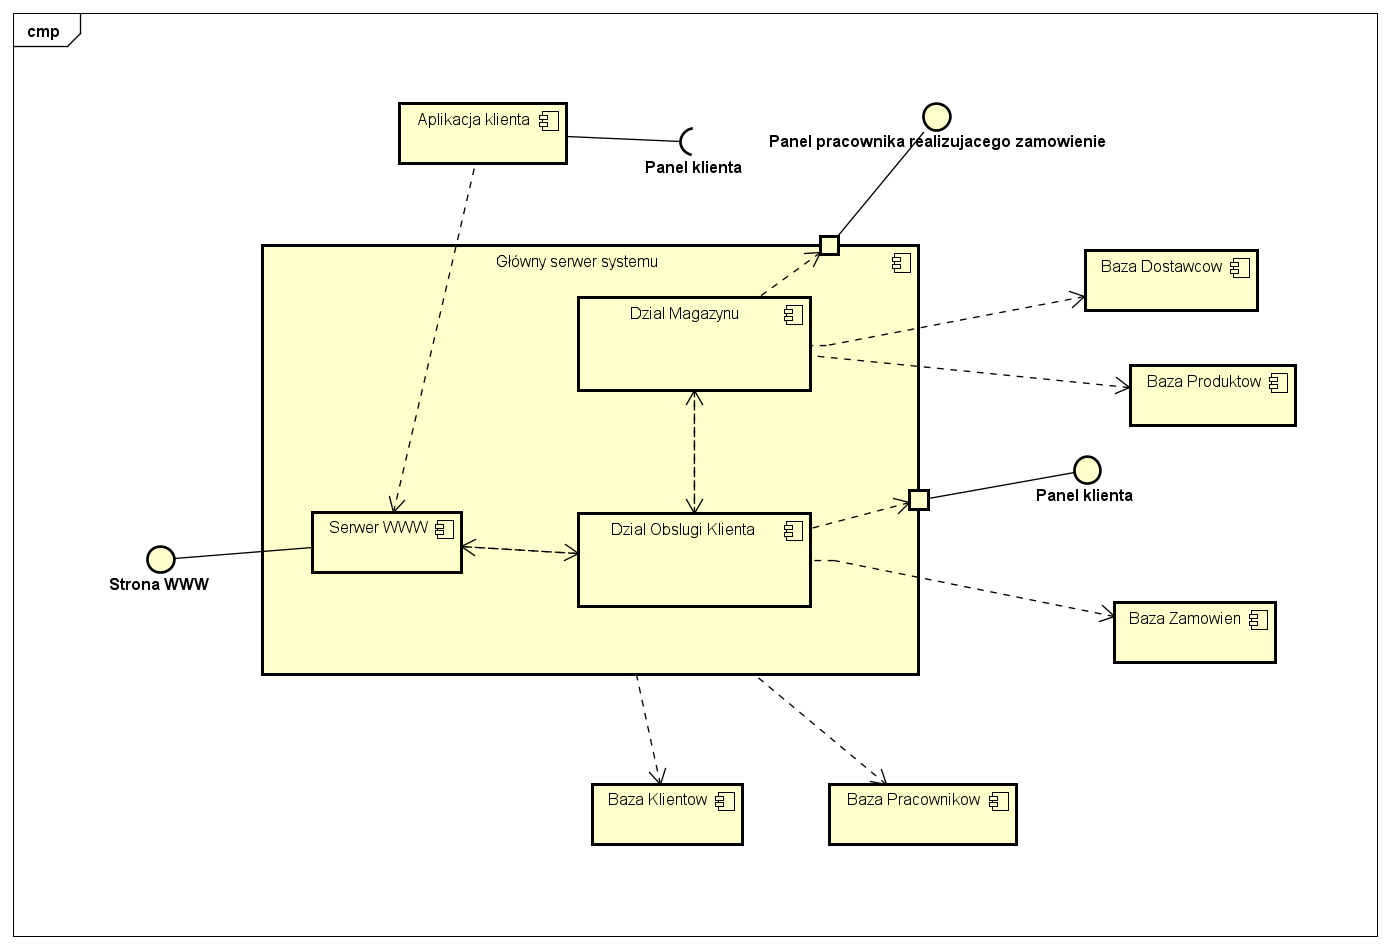 cmp
Aplikacja klienta
Panel klienta
Panel pracownika realizujacego zamowienie
Główny serwer systemu
Baza Dostawcow
Dzial Magazynu
Baza Produktow
Panel klienta
Serwer WWW
Dzial Obslugi Klienta
Strona WWW
Baza Zamowien
Baza Klientow
Baza Pracownikow